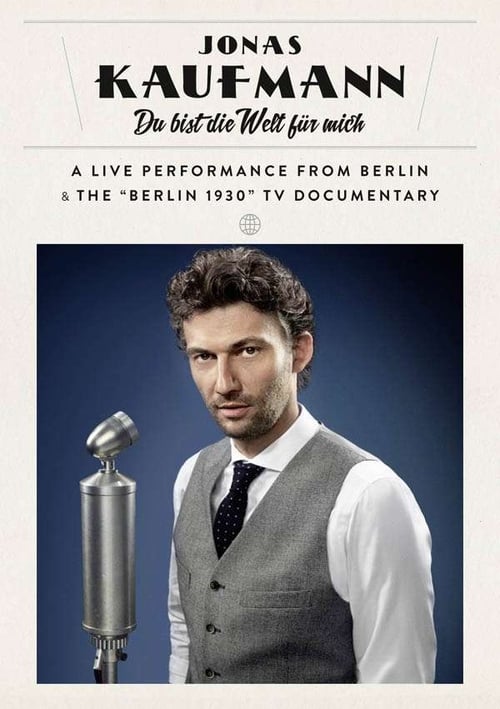 JONAS
KAUFMANN
Du bist die Welt für mich
A LIVE PERFORMANCE FROM BERLIN
& THE “BERLIN 1930” TV DOCUMENTARY